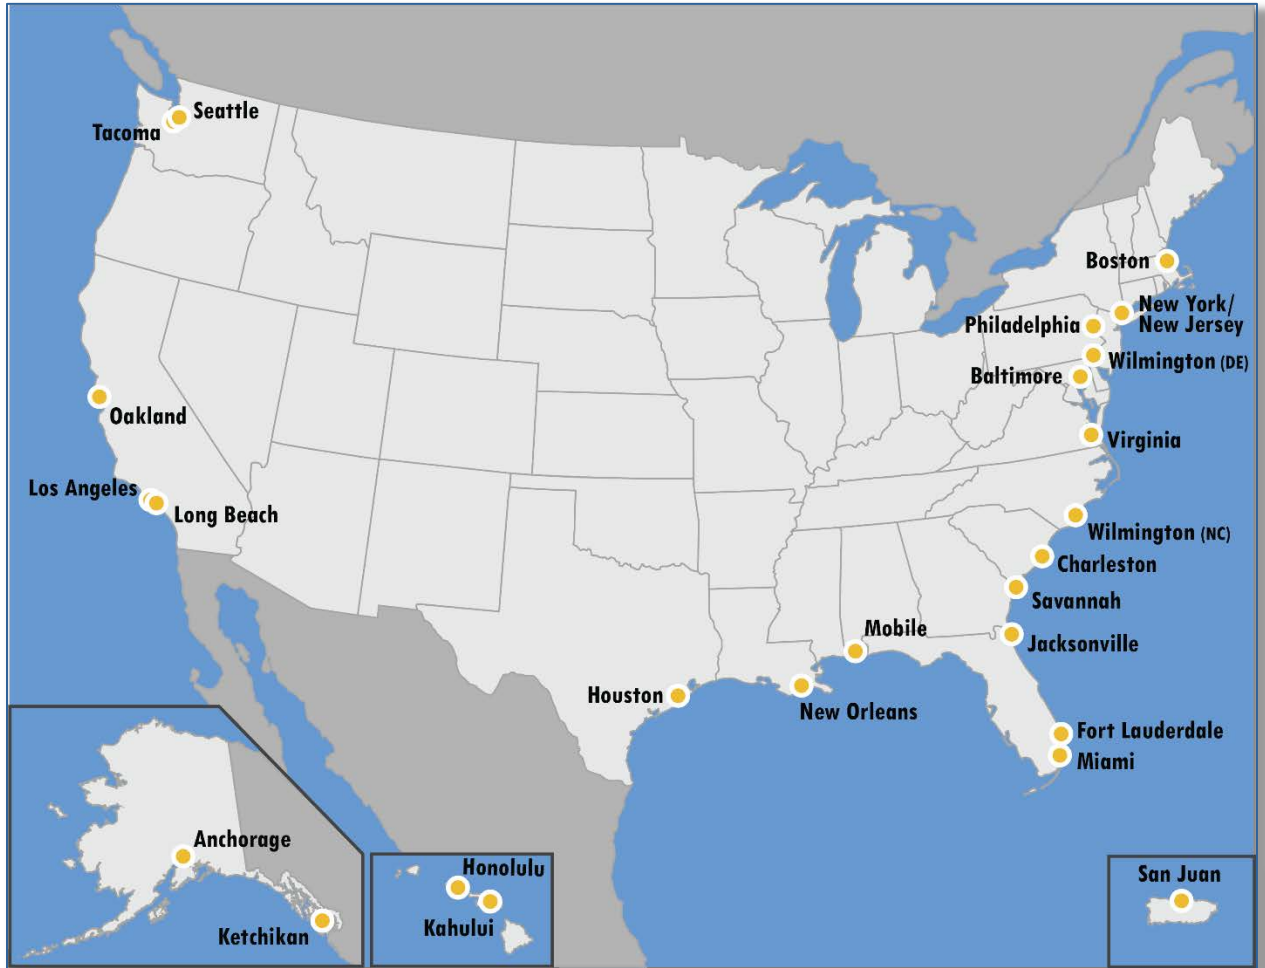 Seattle
Tacoma
Boston
New York/
New Jersey
Philadelphia
Wilmington (DE)
Baltimore
Oakland
Virginia
Los Angeles
Long Beach
Wilmington (NC)
Charleston
Savannah
Mobile
Jacksonville
Houston
New Orleans
Fort Lauderdale
Miami
Anchorage
Honolulu
San Juan
Kahului
Ketchikan